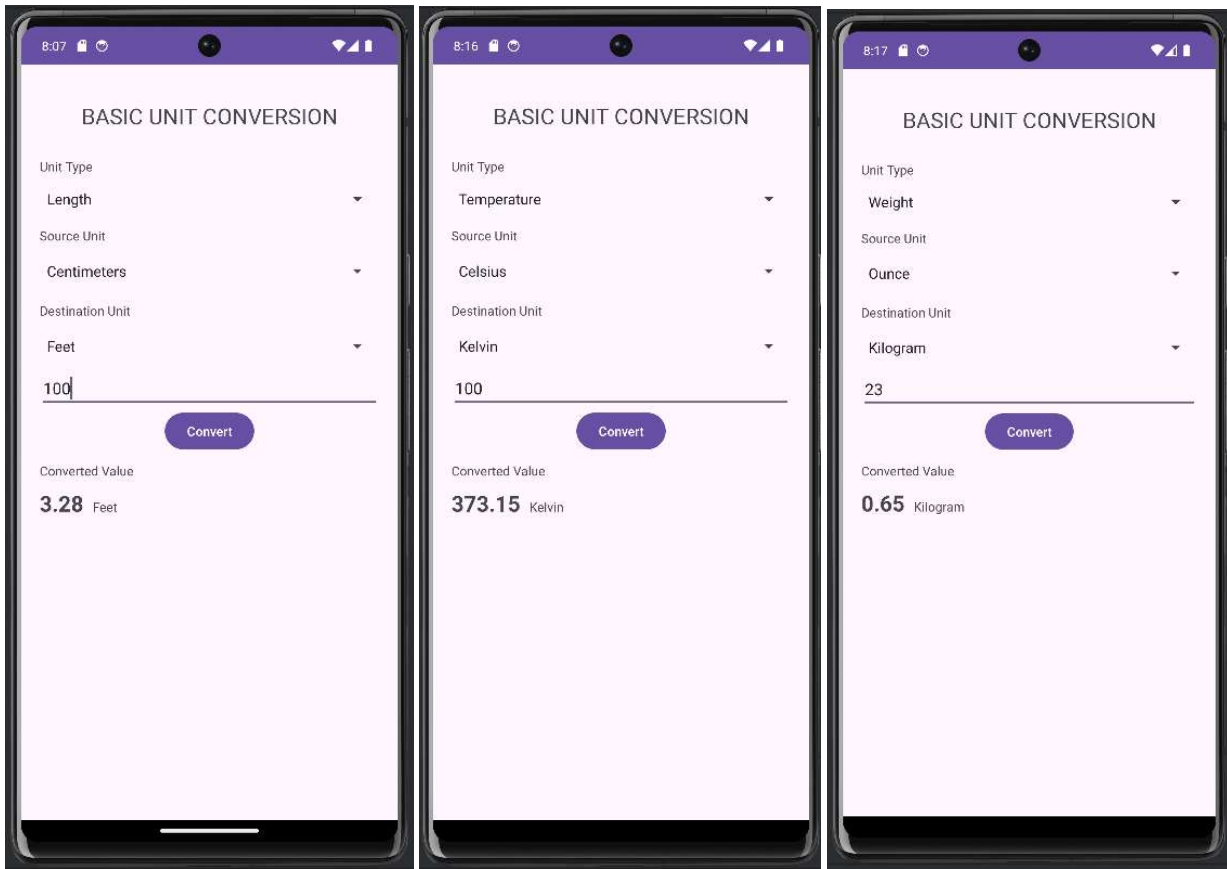 8:07
BASIC UNIT CONVERSION
Unit Type
Length
Source Unit
Centimeters
Destination Unit
Feet
100
Convert
Converted Value
3.28 Feet
8:16
BASIC UNIT CONVERSION
Unit Type
Temperature
Source Unit
Celsius
Destination Unit
Kelvin
100
Convert
Converted Value
373.15 Kelvin
8:17
BASIC UNIT CONVERSION
Unit Type
Weight
Source Unit
Ounce
Destination Unit
Kilogram
23
Convert
Converted Value
0.65 Kilogram